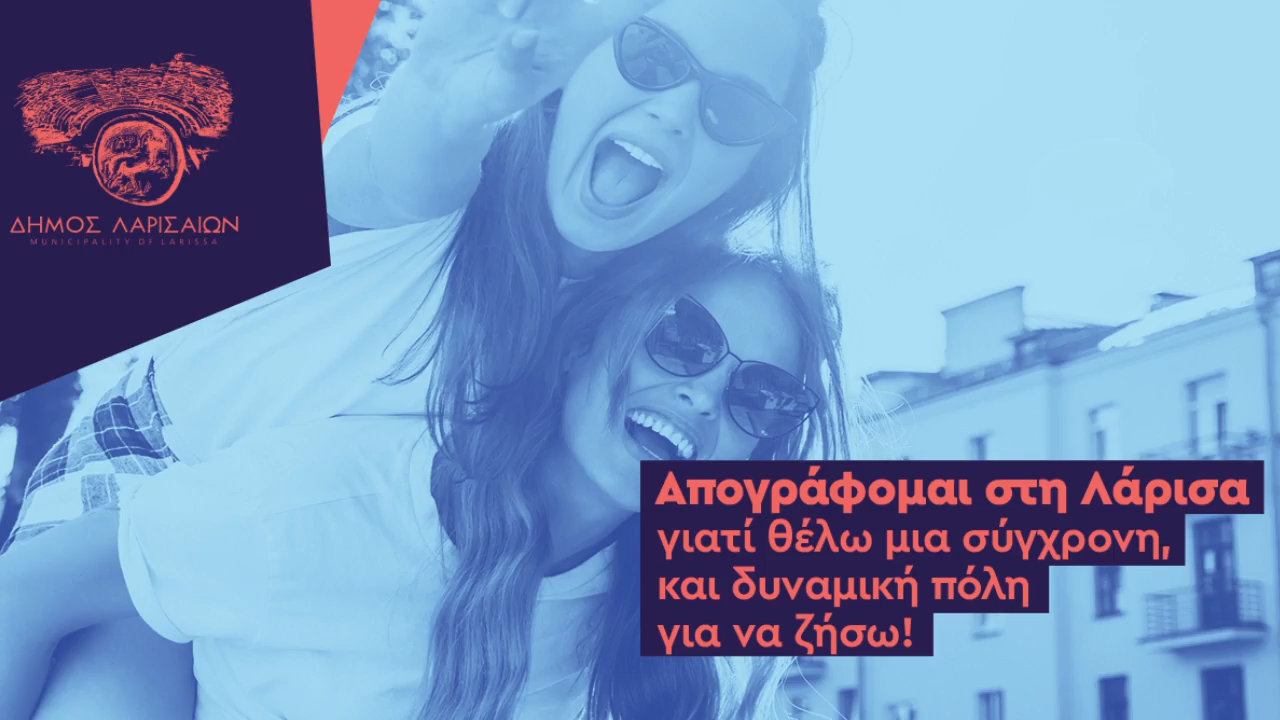 ΔΗΜΟΣ ΛΑΡΙΣΑΙΩΝ
MUNICIPALITY OF LARISSA
Απογράφομαι στη Λάρισα
γιατί θέλω μια σύγχρονη,
και δυναμική πόλη
για να ζήσω!